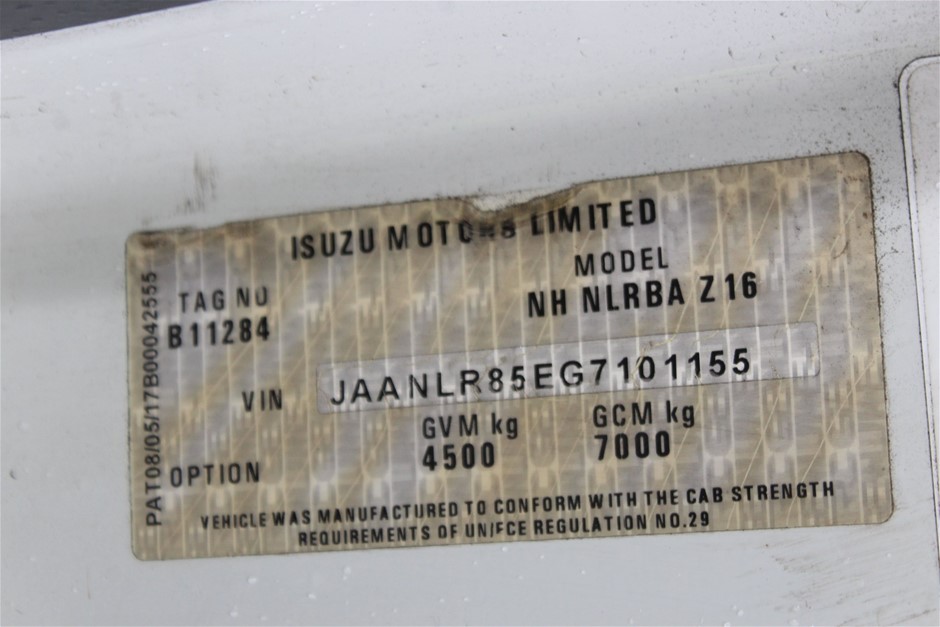 ISUZU MOTORS LIMITED
TAG NO
B11284
MODEL
NH NLRBA Z16
VIN
JAANLR85EG7101155
GVM kg
4500
GCM kg
7000
OPTION
VEHICLE WAS MANUFACTURED TO CONFORM WITH THE CAB STRENGTH
REQUIREMENTS OF UN/ECE REGULATION NO.29
PAT08/05/17B00042555